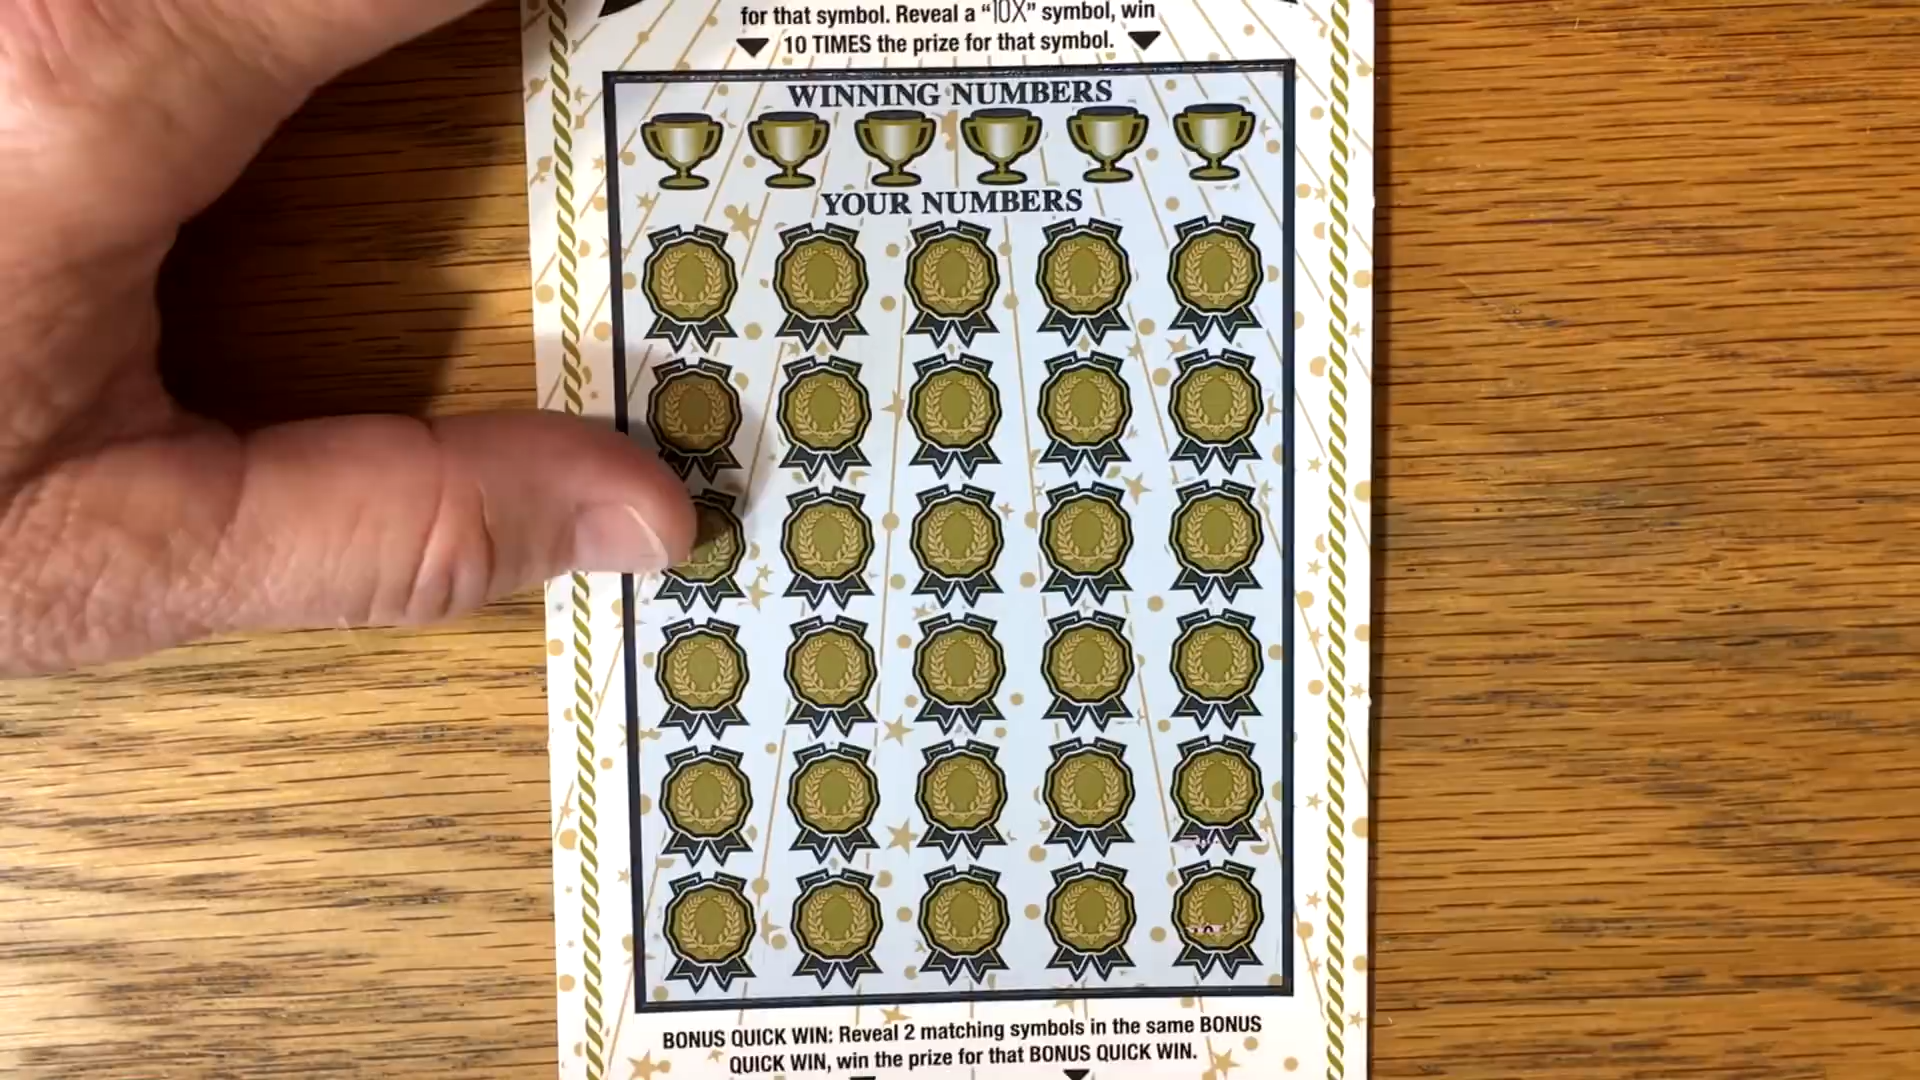 for that symbol. Reveal a “10X” symbol, win
10 TIMES the prize for that symbol.
WINNING NUMBERS
YOUR NUMBERS
BONUS QUICK WIN: Reveal 2 matching symbols in the same BONUS
QUICK WIN, win the prize for that BONUS QUICK WIN.